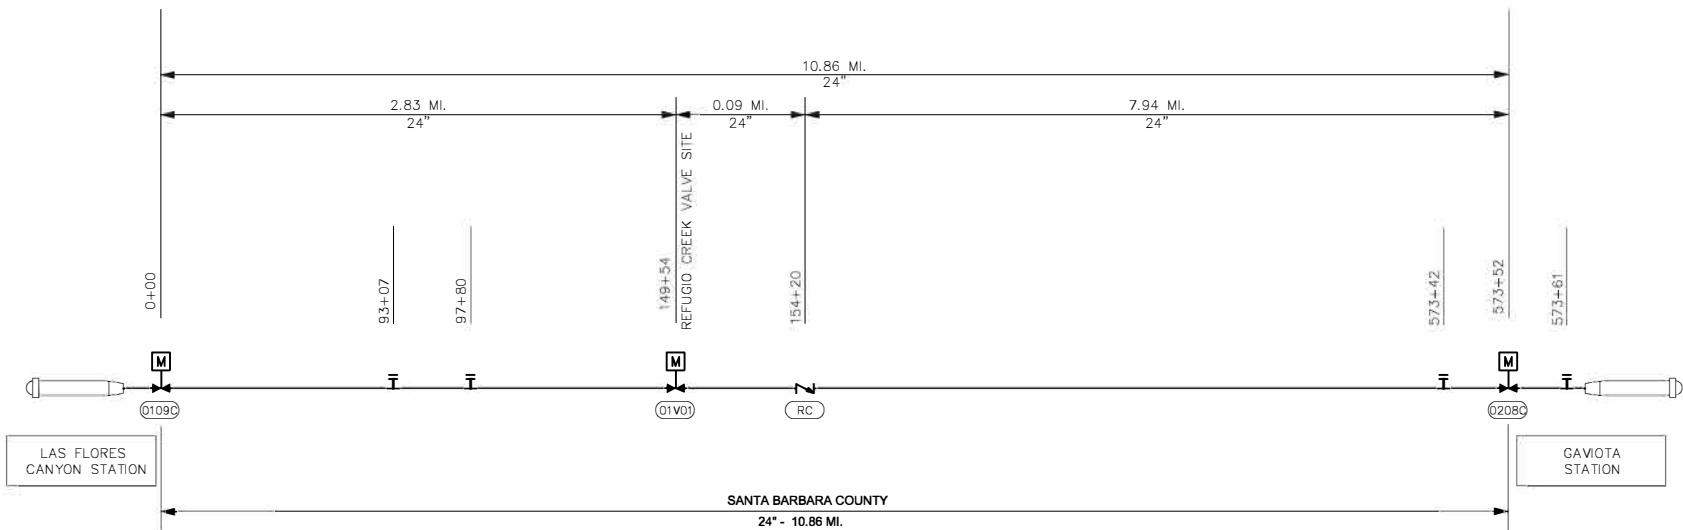 10.86 MI.
24"
2.83 MI.
24"
0.09 MI.
24"
7.94 MI.
24"
0+00
93+07
97+80
149+54
REFUGIO CREEK VALVE SITE
154+20
573+42
573+52
573+61
M
M
M
0109C
01V01
RC
0208C
LAS FLORES
CANYON STATION
GAVIOTA
STATION
SANTA BARBARA COUNTY
24" - 10.86 MI.